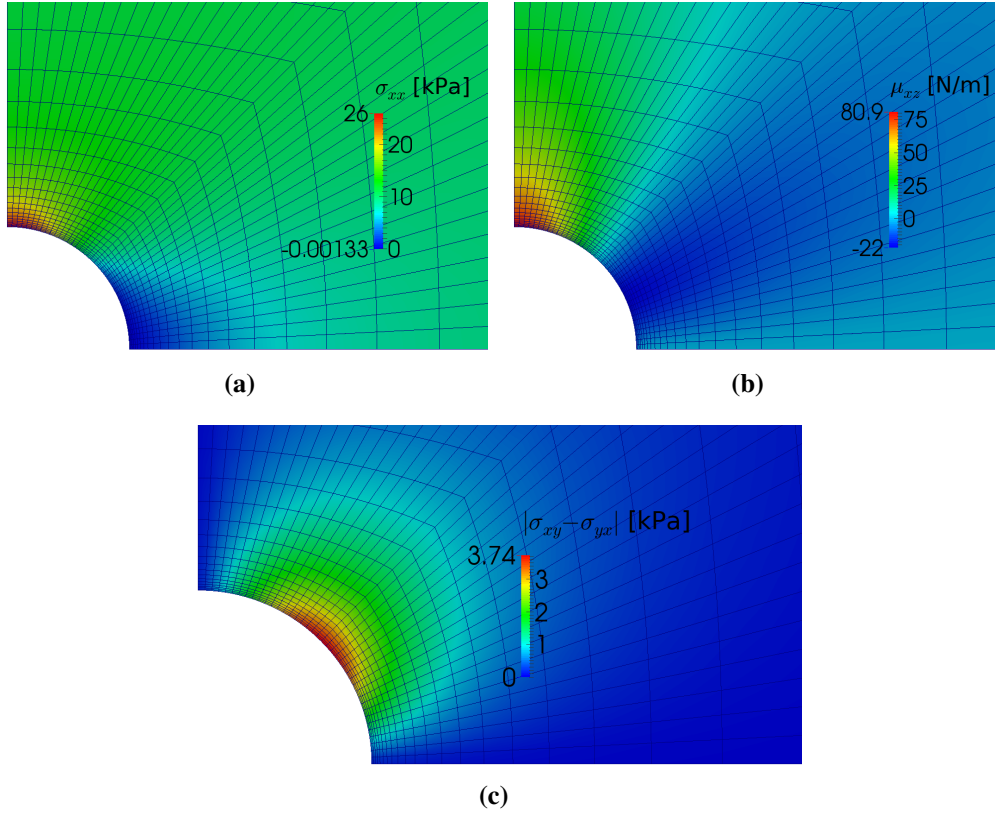 σxx [kPa]
26
20
10
-0.00133 0
(a)
μxz [N/m]
80.9 75
50
25
0
-22
(b)
|σxy−σyx| [kPa]
3.74
3
2
1
0
(c)